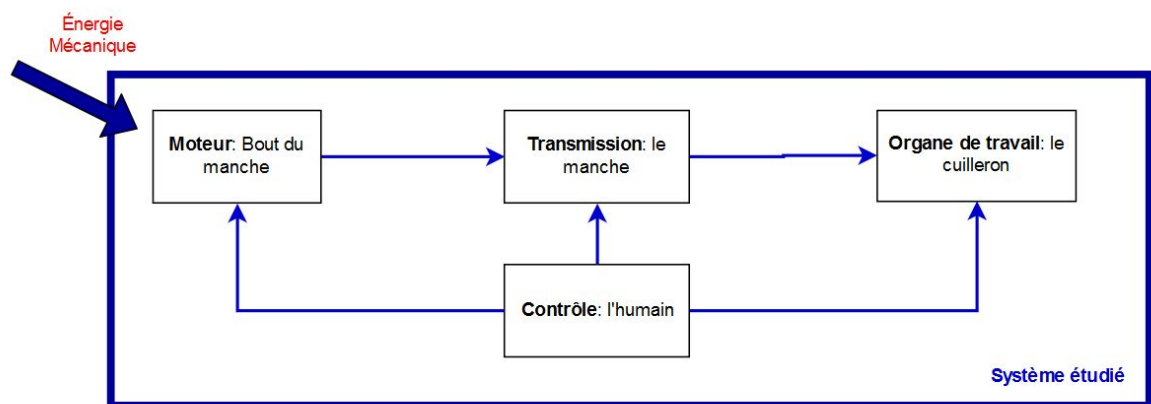 Énergie
Mécanique
Moteur: Bout du
manche
Transmission: le
manche
Organe de travail: le
cuilleron
Contrôle: l'humain
Système étudié